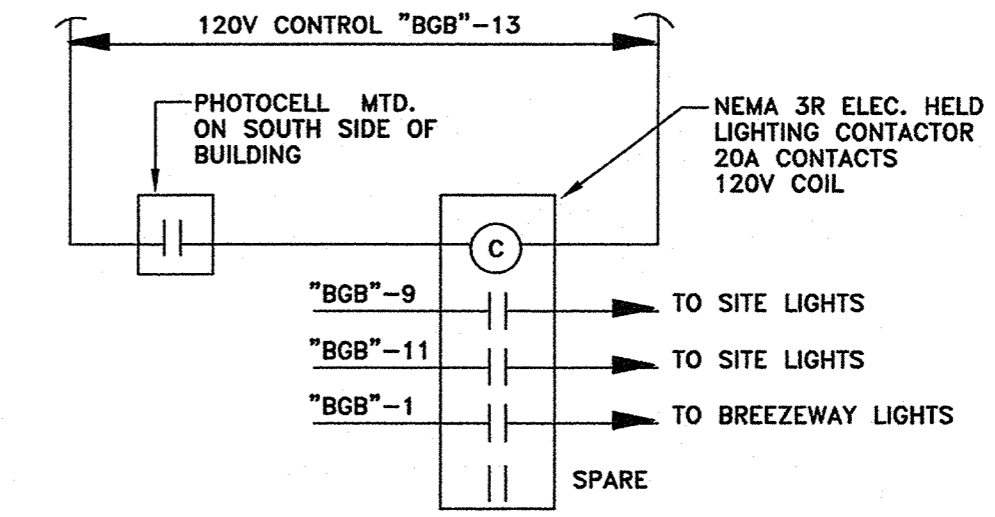 120V CONTROL "BGB"-13
PHOTOCELL MTD.
ON SOUTH SIDE OF
BUILDING
NEMA 3R ELEC. HELD
LIGHTING CONTACTOR
20A CONTACTS
120V COIL
C
"BGB"-9
TO SITE LIGHTS
"BGB"-11
TO SITE LIGHTS
"BGB"-1
TO BREEZEWAY LIGHTS
SPARE